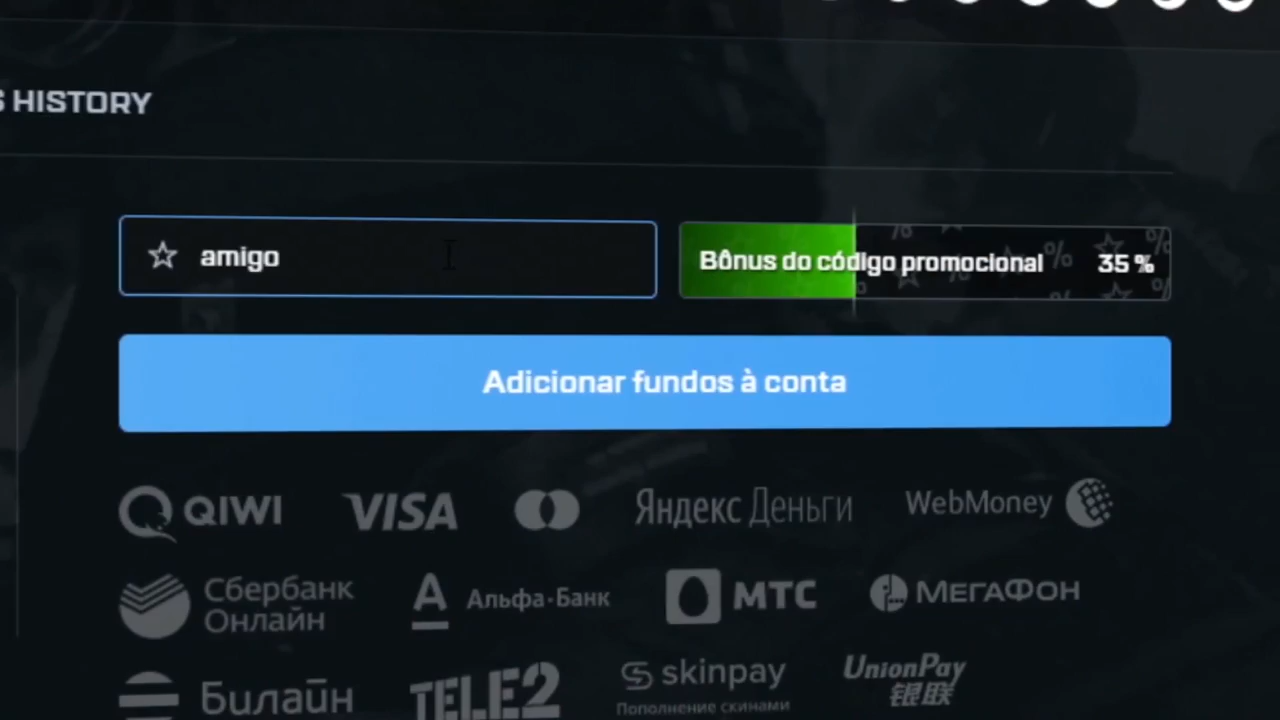 HISTORY
amigo
Bônus do código promocional 35 %
Adicionar fundos à conta
QIWI VISA Яндекс Деньги WebMoney
Сбербанк Онлайн А Альфа·Банк МТС МЕГАФОН
Билайн TELE2 skinpay UnionPay
Пополнение скинами 银联